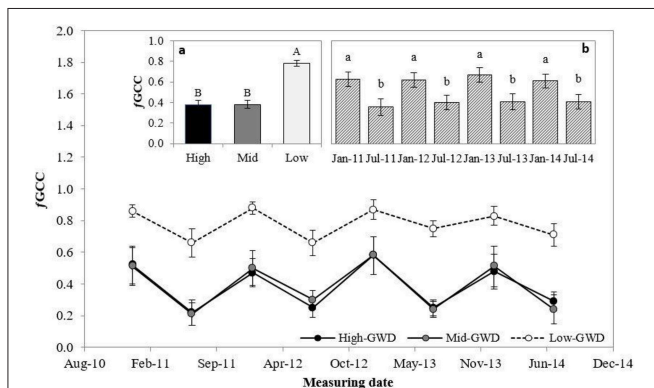 2.0
1.8
1.6
1.4
1.2
1.0
0.8
0.6
0.4
0.2
0.0
fGCC
a
1.0
0.8
0.6
0.4
0.2
0.0
fGCC
B B A
High Mid Low
b
a b a b a b a b
Jan-11 Jul-11 Jan-12 Jul-12 Jan-13 Jul-13 Jan-14 Jul-14
High-GWD Mid-GWD Low-GWD
Aug-10 Feb-11 Sep-11 Apr-12 Oct-12 May-13 Nov-13 Jun-14 Dec-14
Measuring date